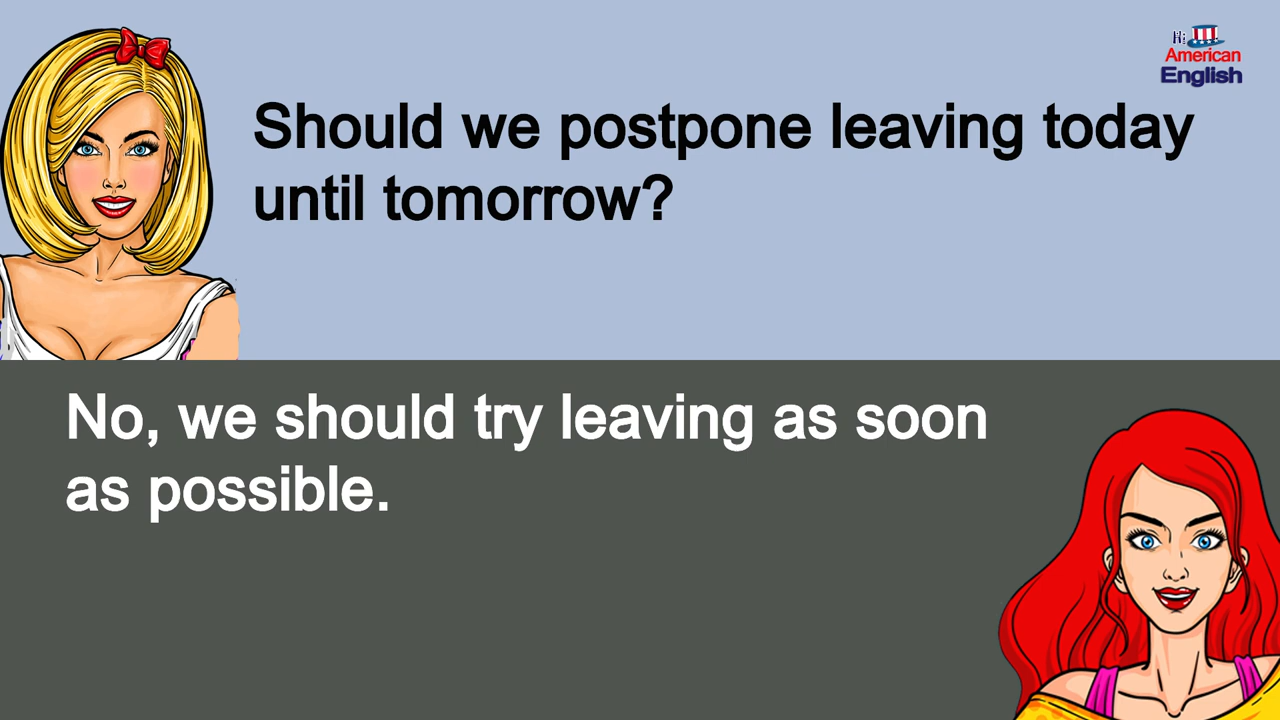 Hi
American
English
Should we postpone leaving today
until tomorrow?
No, we should try leaving as soon
as possible.